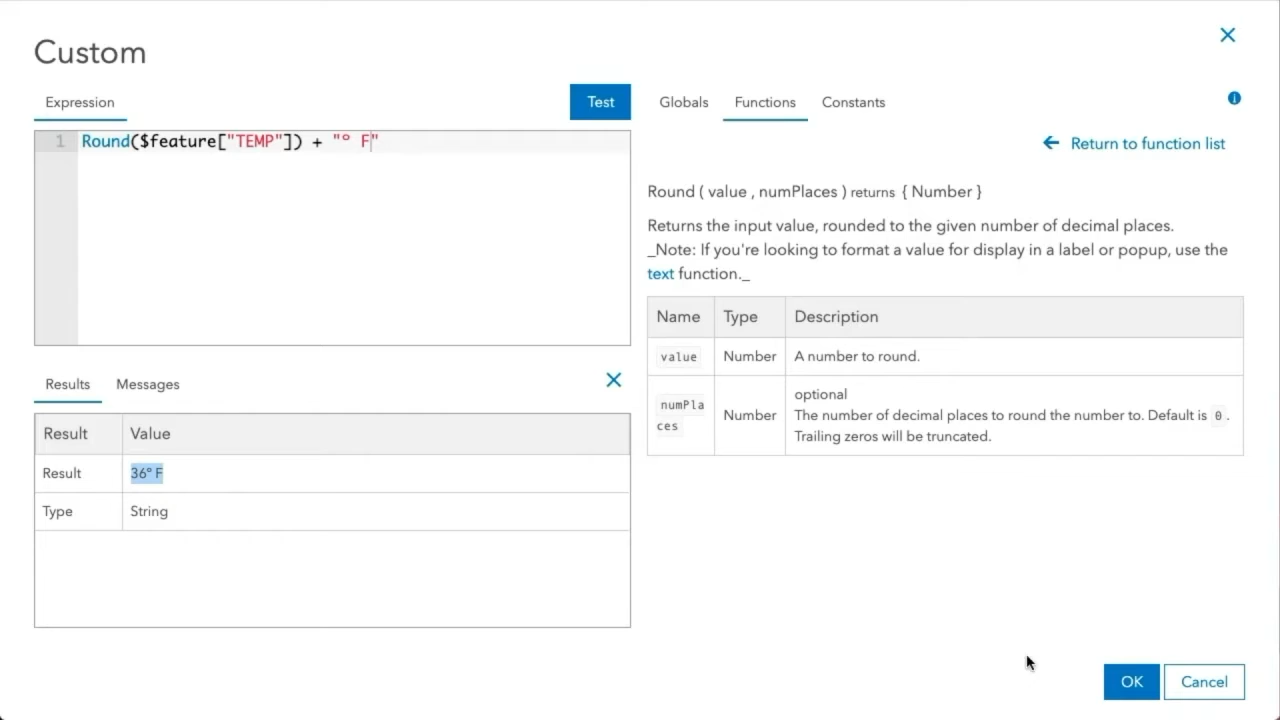 Custom
Expression
Test
1 Round($feature["TEMP"]) + "° F"
Results Messages
Result Value
Result 36° F
Type String
Globals Functions Constants
Return to function list
Round ( value , numPlaces ) returns { Number }
Returns the input value, rounded to the given number of decimal places.
_Note: If you're looking to format a value for display in a label or popup, use the
text function._
Name Type Description
value Number A number to round.
numPla
ces
Number
optional
The number of decimal places to round the number to. Default is 0 .
Trailing zeros will be truncated.
OK Cancel